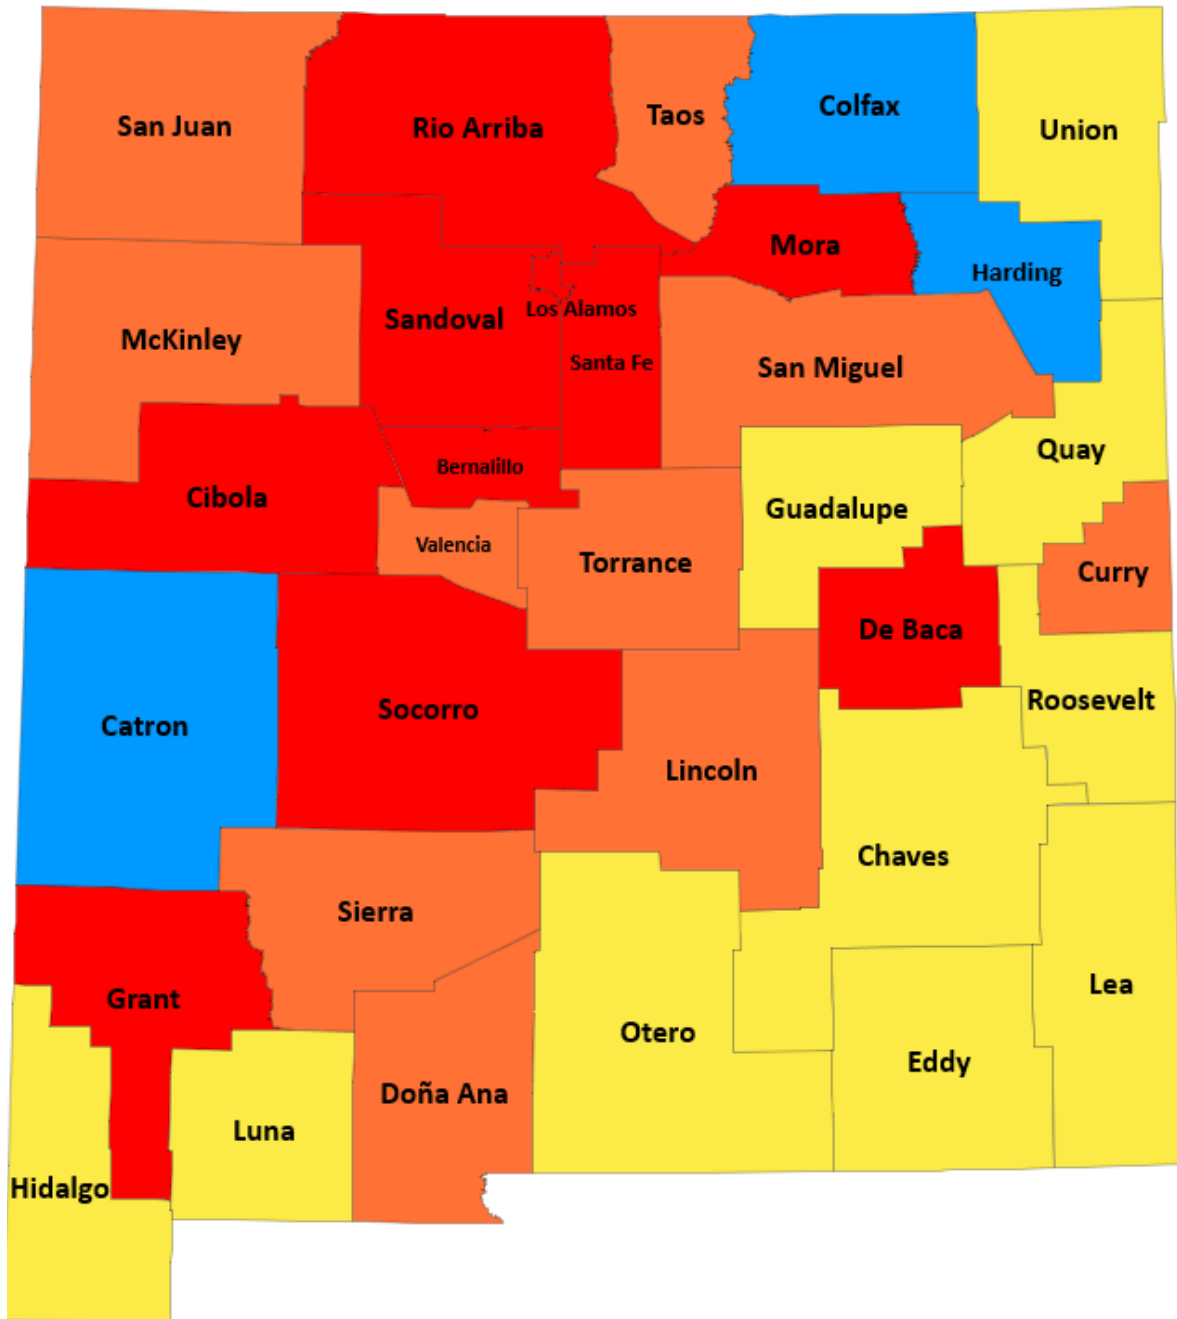 San Juan
Rio Arriba
Taos
Colfax
Union
Mora
Harding
McKinley
Sandoval
Los Alamos
Santa Fe
San Miguel
Quay
Cibola
Bernalillo
Guadalupe
Valencia
Torrance
Curry
De Baca
Catron
Socorro
Roosevelt
Lincoln
Chaves
Sierra
Grant
Lea
Otero
Eddy
Doña Ana
Luna
Hidalgo